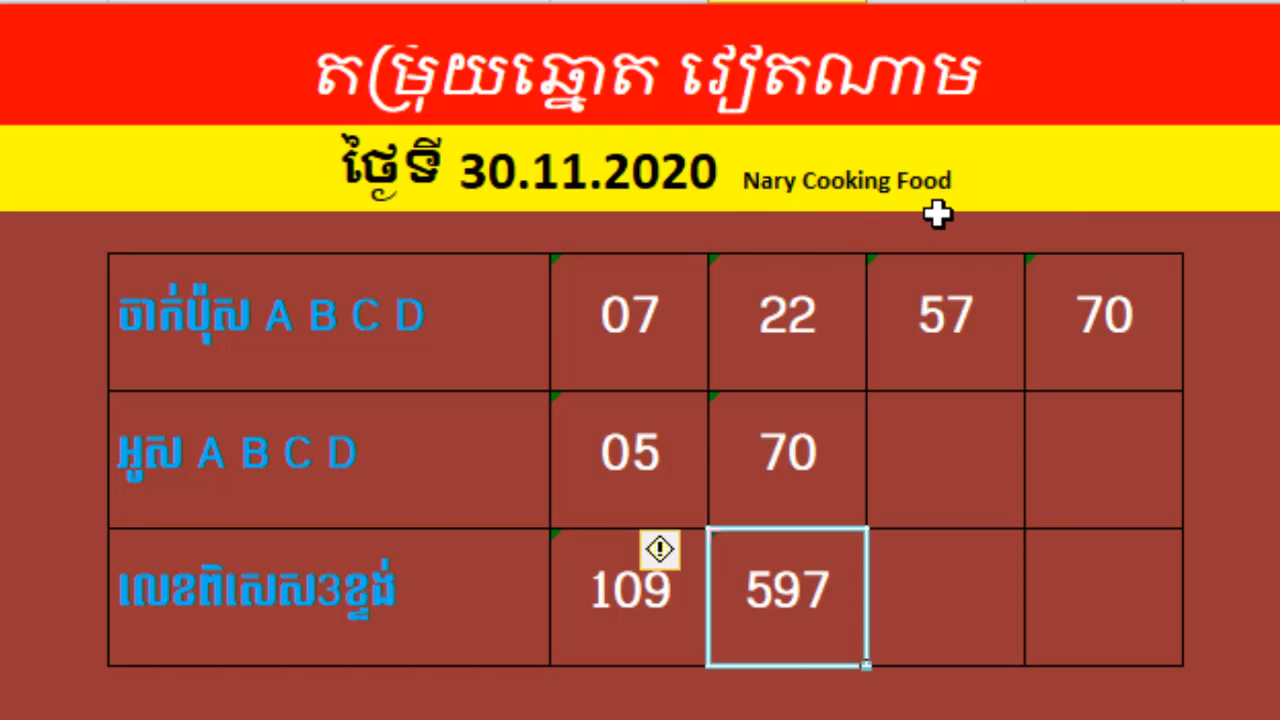 តម្រុយឆ្នោត វៀតណាម
ថ្ងៃទី 30.11.2020 Nary Cooking Food
ចាក់ប៉ុស A B C D 07 22 57 70
អូស A B C D 05 70
លេខពិសេស3ខ្ទង់ 109 597